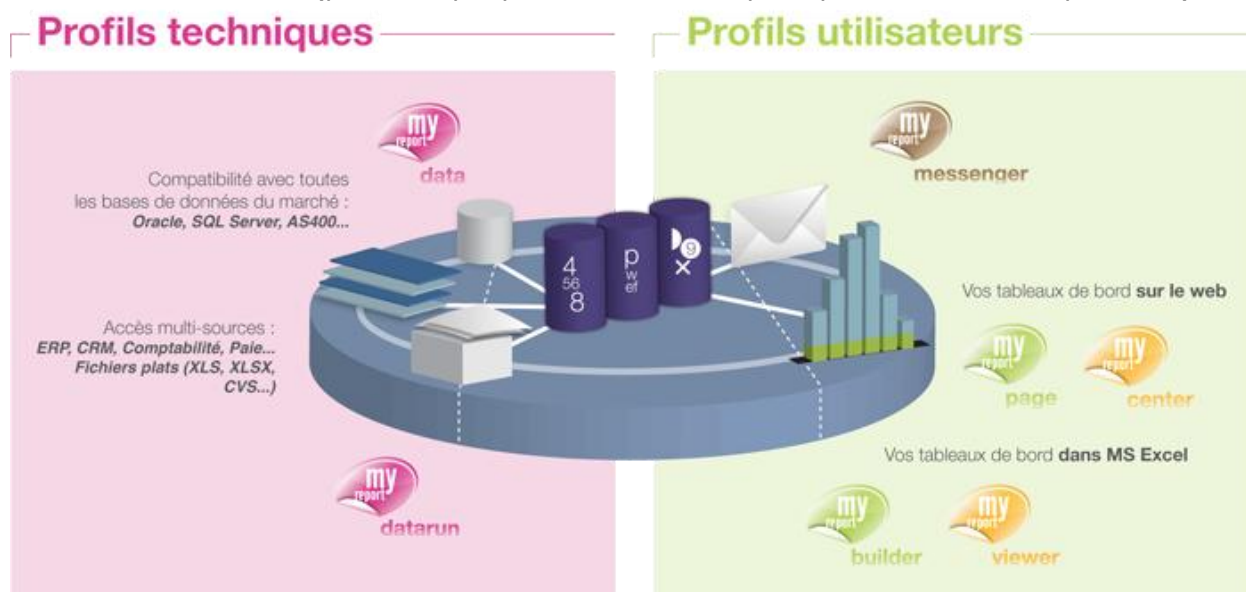 Profils techniques
Profils utilisateurs
my
report
data
Compatibilité avec toutes
les bases de données du marché :
Oracle, SQL Server, AS400...
Accès multi-sources :
ERP, CRM, Comptabilité, Paie...
Fichiers plats (XLS, XLSX,
CVS...)
my
report
datarun
4
56
8
p
w
ef
9
×
my
report
messenger
Vos tableaux de bord sur le web
my
report
page
my
report
center
Vos tableaux de bord dans MS Excel
my
report
builder
my
report
viewer